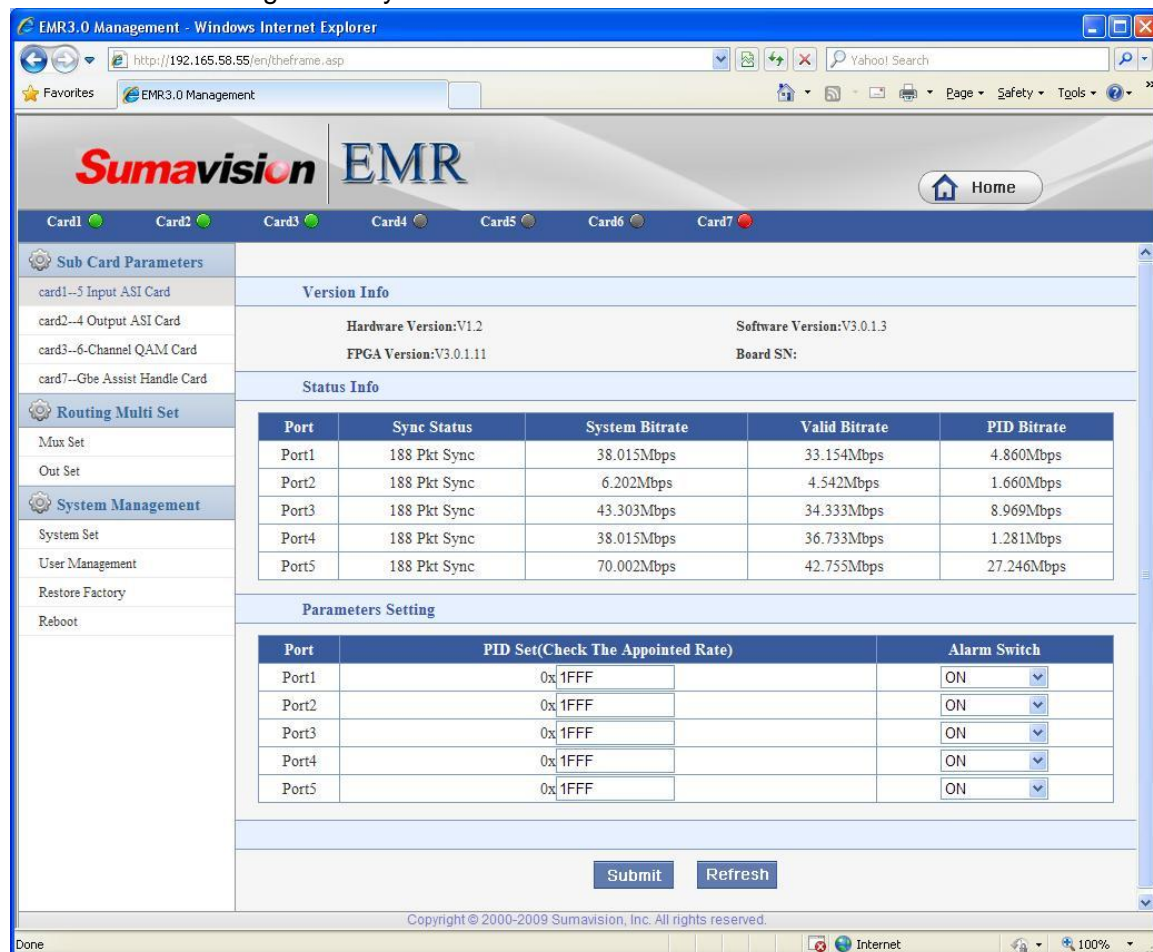 EMR3.0 Management - Windows Internet Explorer
http://192.165.58.55/en/theframe.asp Yahoo! Search
Favorites EMR3.0 Management Page Safety Tools
Sumavision EMR
Home
Card1 Card2 Card3 Card4 Card5 Card6 Card7
Sub Card Parameters
card1--5 Input ASI Card
card2--4 Output ASI Card
card3--6-Channel QAM Card
card7--Gbe Assist Handle Card
Routing Multi Set
Mux Set
Out Set
System Management
System Set
User Management
Restore Factory
Reboot
Version Info
Hardware Version:V1.2 Software Version:V3.0.1.3
FPGA Version:V3.0.1.11 Board SN:
Status Info
Port Sync Status System Bitrate Valid Bitrate PID Bitrate
Port1 188 Pkt Sync 38.015Mbps 33.154Mbps 4.860Mbps
Port2 188 Pkt Sync 6.202Mbps 4.542Mbps 1.660Mbps
Port3 188 Pkt Sync 43.303Mbps 34.333Mbps 8.969Mbps
Port4 188 Pkt Sync 38.015Mbps 36.733Mbps 1.281Mbps
Port5 188 Pkt Sync 70.002Mbps 42.755Mbps 27.246Mbps
Parameters Setting
Port PID Set(Check The Appointed Rate) Alarm Switch
Port1 0x 1FFF ON
Port2 0x 1FFF ON
Port3 0x 1FFF ON
Port4 0x 1FFF ON
Port5 0x 1FFF ON
Submit Refresh
Copyright © 2000-2009 Sumavision, Inc. All rights reserved.
Done Internet 100%